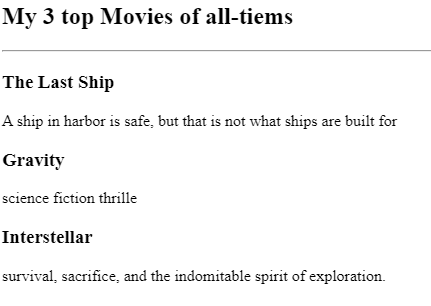 My 3 top Movies of all-tiems
The Last Ship
A ship in harbor is safe, but that is not what ships are built for
Gravity
science fiction thrille
Interstellar
survival, sacrifice, and the indomitable spirit of exploration.